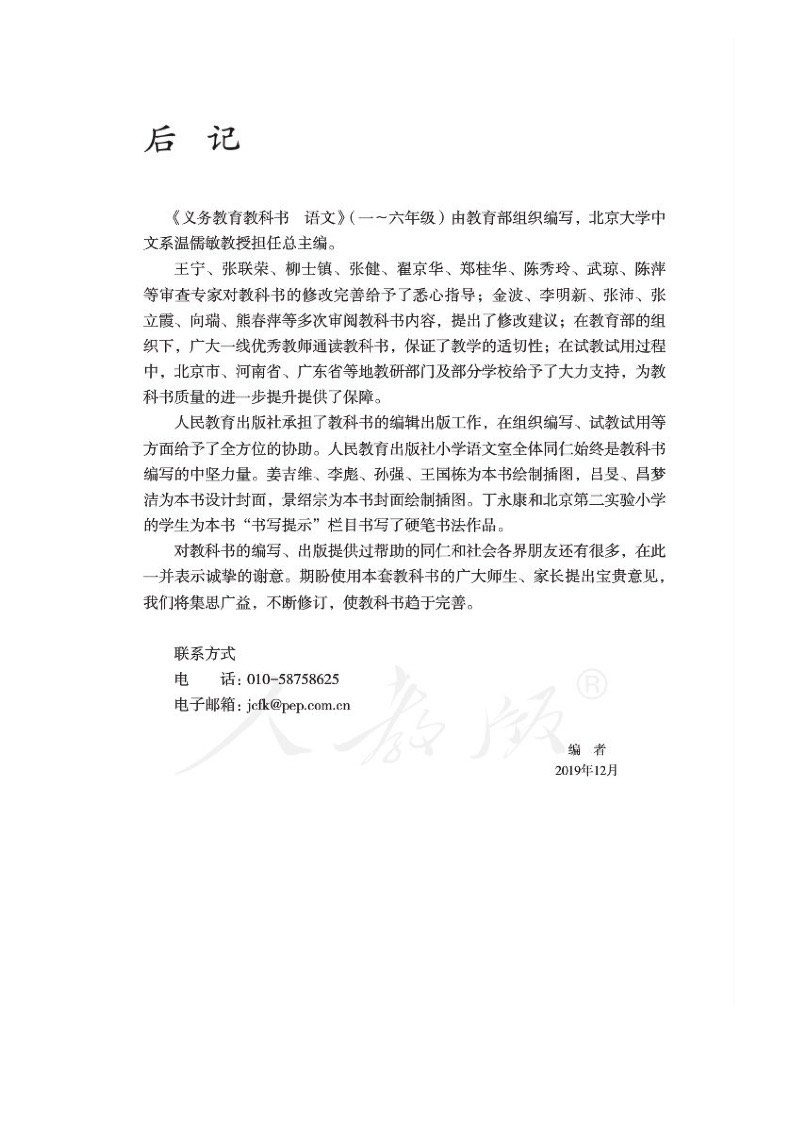 后 记
《义务教育教科书 语文》（一～六年级）由教育部组织编写，北京大学中
文系温儒敏教授担任总主编。
王宁、张联荣、柳士镇、张健、翟京华、郑桂华、陈秀玲、武琼、陈萍
等审查专家对教科书的修改完善给予了悉心指导；金波、李明新、张沛、张
立霞、向瑞、熊春萍等多次审阅教科书内容，提出了修改建议；在教育部的组
织下，广大一线优秀教师通读教科书，保证了教学的适切性；在试教试用过程
中，北京市、河南省、广东省等地教研部门及部分学校给予了大力支持，为教
科书质量的进一步提升提供了保障。
人民教育出版社承担了教科书的编辑出版工作，在组织编写、试教试用等
方面给予了全方位的协助。人民教育出版社小学语文室全体同仁始终是教科书
编写的中坚力量。姜吉维、李彪、孙强、王国栋为本书绘制插图，吕旻、昌梦
洁为本书设计封面，景绍宗为本书封面绘制插图。丁永康和北京第二实验小学
的学生为本书“书写提示”栏目书写了硬笔书法作品。
对教科书的编写、出版提供过帮助的同仁和社会各界朋友还有很多，在此
一并表示诚挚的谢意。期盼使用本套教科书的广大师生、家长提出宝贵意见，
我们将集思广益，不断修订，使教科书趋于完善。
联系方式
电 话：010-58758625
电子邮箱：jcfk@pep.com.cn
人教版®
编 者
2019年12月